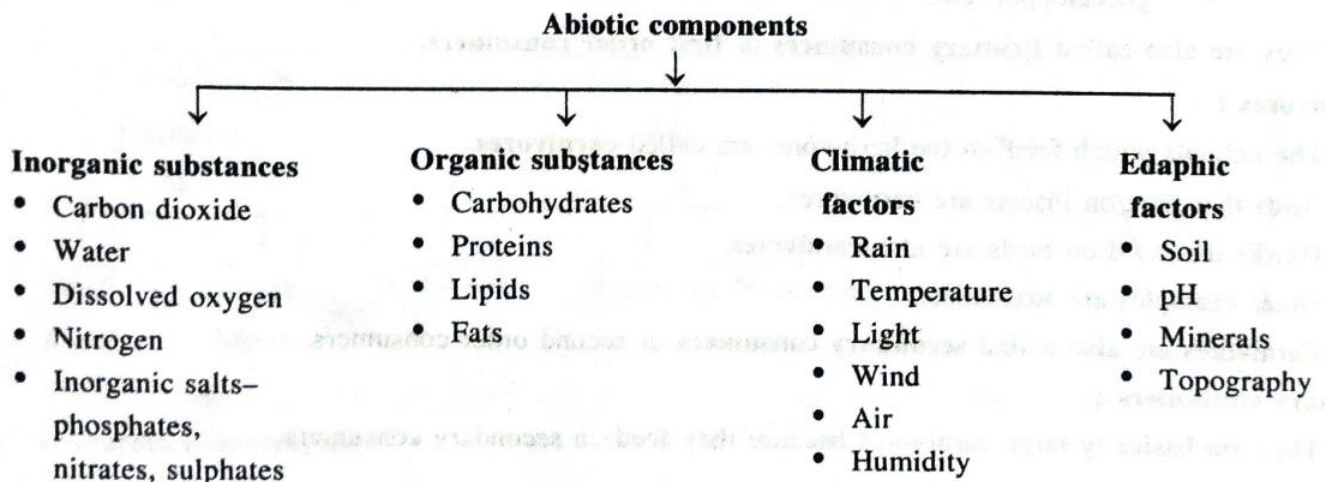 Abiotic components
Inorganic substances
• Carbon dioxide
• Water
• Dissolved oxygen
• Nitrogen
• Inorganic salts–
phosphates,
nitrates, sulphates
Organic substances
• Carbohydrates
• Proteins
• Lipids
• Fats
Climatic
factors
• Rain
• Temperature
• Light
• Wind
• Air
• Humidity
Edaphic
factors
• Soil
• pH
• Minerals
• Topography